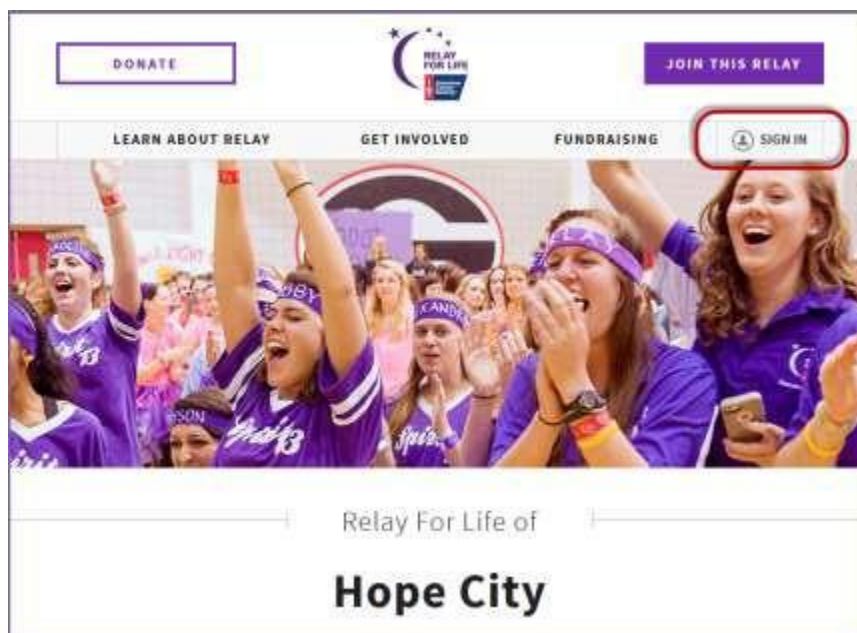 DONATE
RELAY
FOR LIFE
JOIN THIS RELAY
LEARN ABOUT RELAY
GET INVOLVED
FUNDRAISING
SIGN IN
Relay For Life of
Hope City